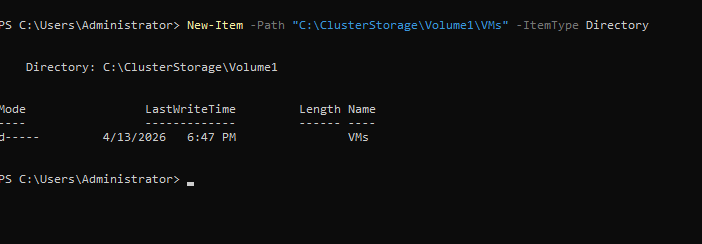 PS C:\Users\Administrator> New-Item -Path "C:\ClusterStorage\Volume1\VMs" -ItemType Directory
Directory: C:\ClusterStorage\Volume1
Mode LastWriteTime Length Name
---- ------------- ------ ----
d----- 4/13/2026 6:47 PM VMs
PS C:\Users\Administrator>